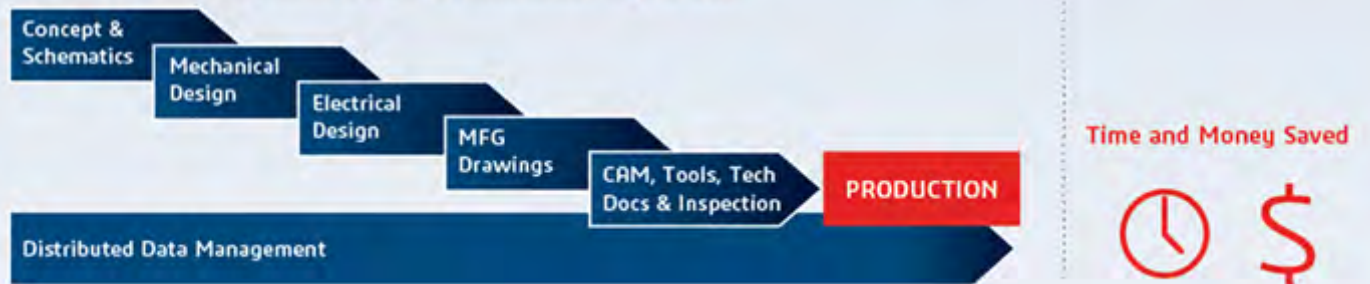 Concept &
Schematics
Mechanical
Design
Electrical
Design
MFG
Drawings
CAM, Tools, Tech
Docs & Inspection
PRODUCTION
Distributed Data Management
Time and Money Saved
$